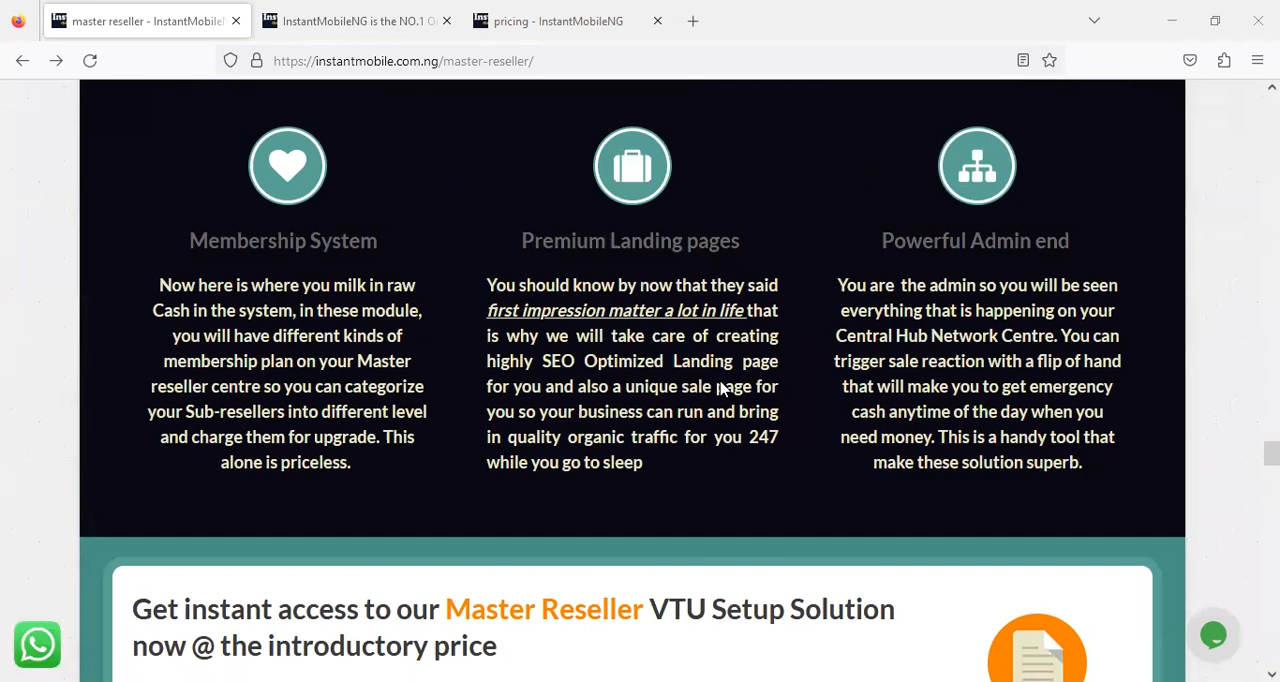 master reseller - InstantMobileN
InstantMobileNG is the NO.1 O
pricing - InstantMobileNG
https://instantmobile.com.ng/master-reseller/
Membership System
Now here is where you milk in raw
Cash in the system, in these module,
you will have different kinds of
membership plan on your Master
reseller centre so you can categorize
your Sub-resellers into different level
and charge them for upgrade. This
alone is priceless.
Premium Landing pages
You should know by now that they said
first impression matter a lot in life that
is why we will take care of creating
highly SEO Optimized Landing page
for you and also a unique sale page for
you so your business can run and bring
in quality organic traffic for you 247
while you go to sleep
Powerful Admin end
You are the admin so you will be seen
everything that is happening on your
Central Hub Network Centre. You can
trigger sale reaction with a flip of hand
that will make you to get emergency
cash anytime of the day when you
need money. This is a handy tool that
make these solution superb.
Get instant access to our Master Reseller VTU Setup Solution
now @ the introductory price